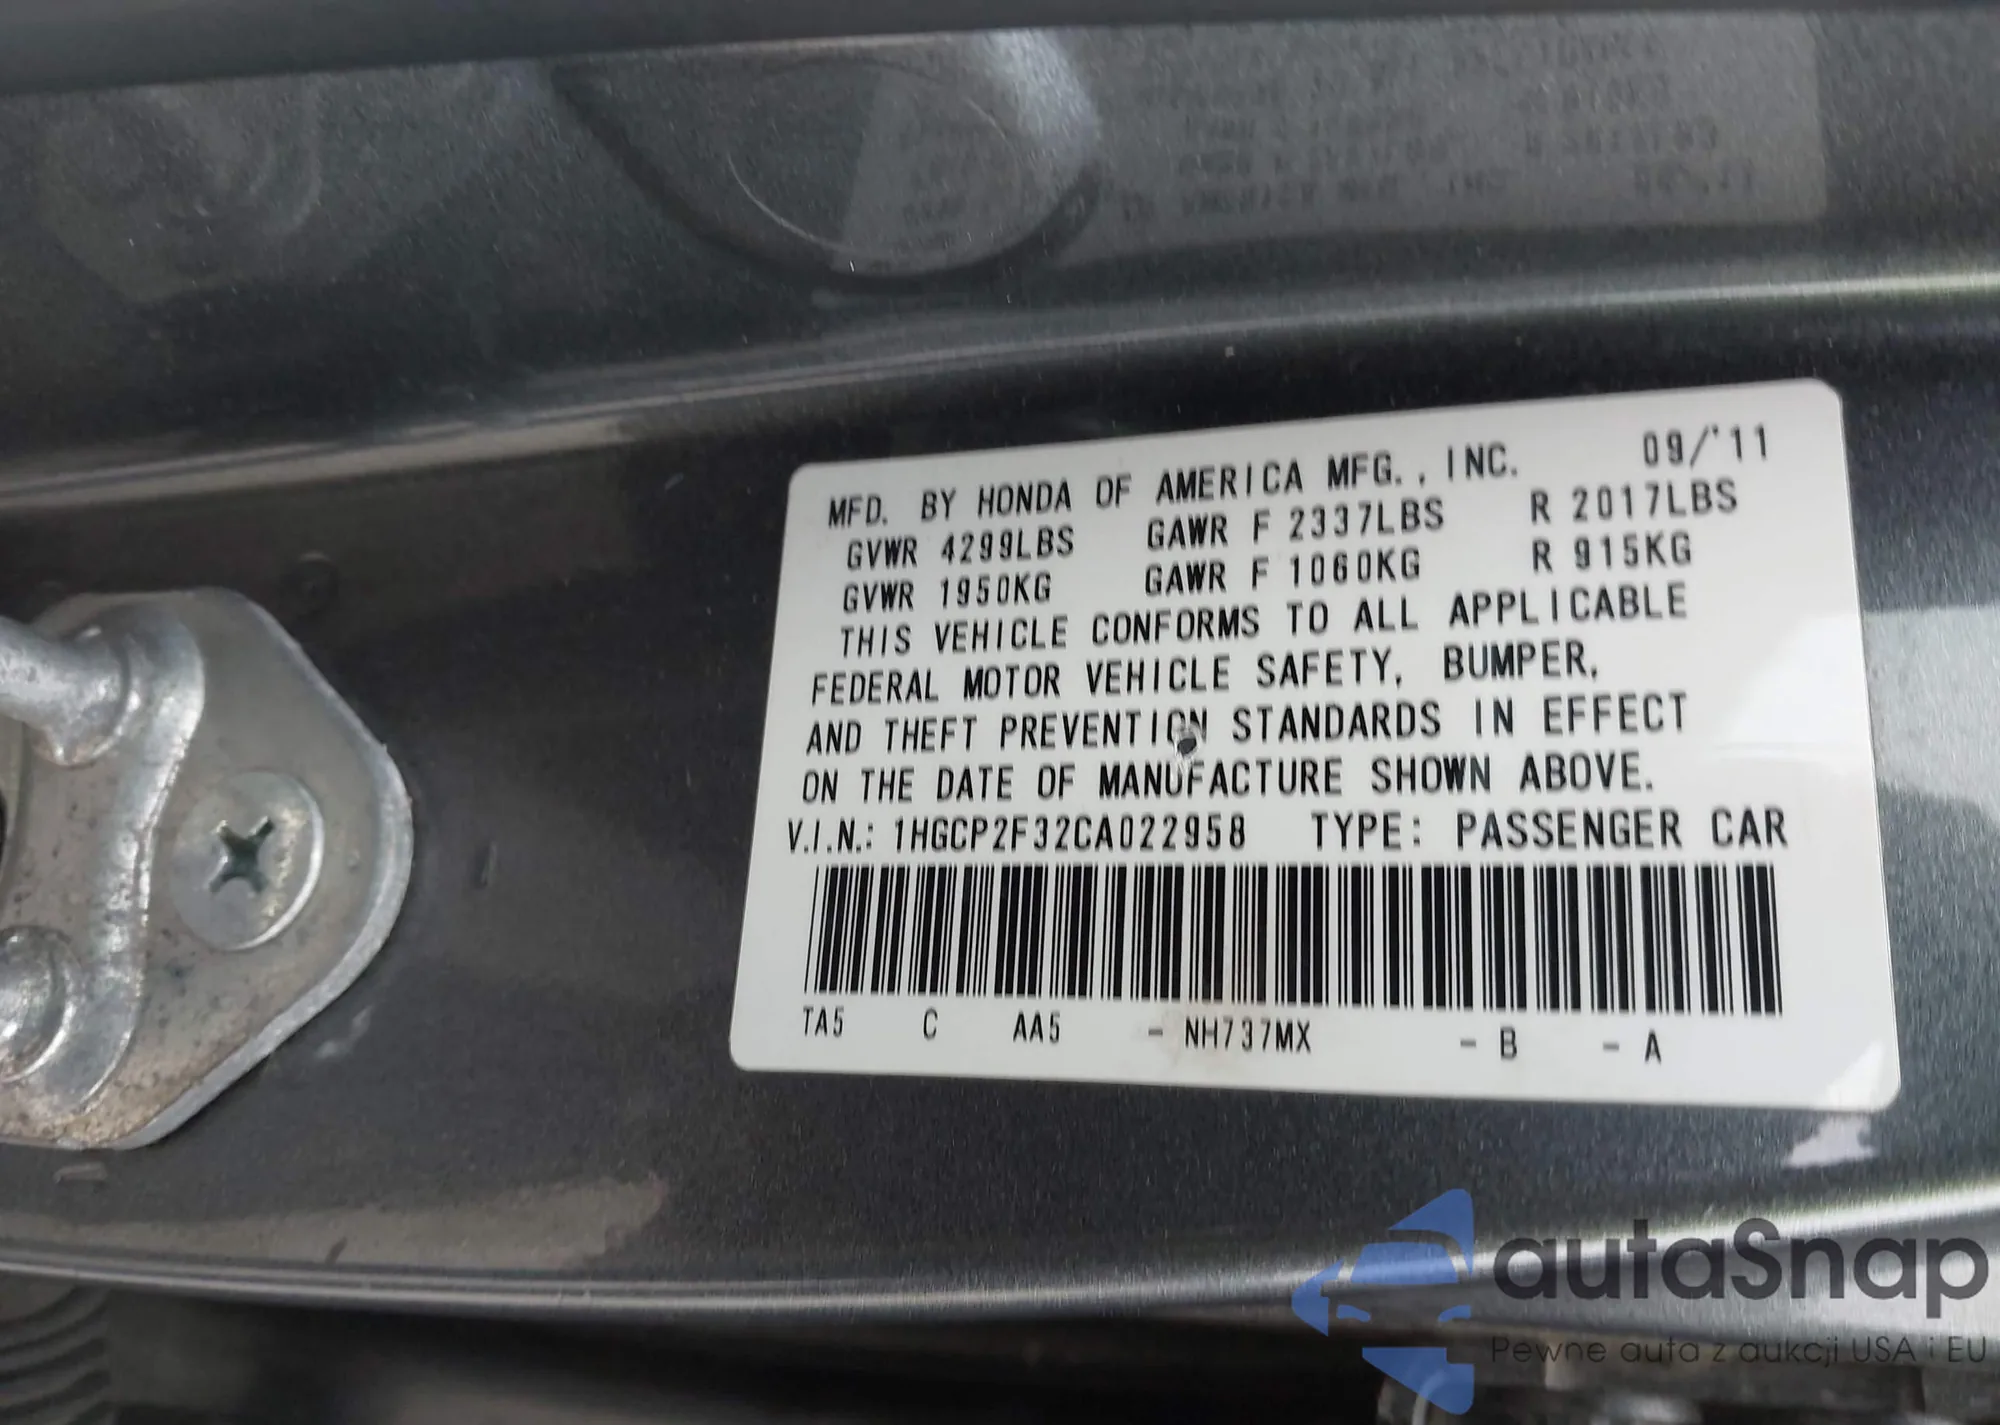 MFD. BY HONDA OF AMERICA MFG., INC. 09/'11
GVWR 4299LBS GAWR F 2337LBS R 2017LBS
GVWR 1950KG GAWR F 1060KG R 915KG
THIS VEHICLE CONFORMS TO ALL APPLICABLE
FEDERAL MOTOR VEHICLE SAFETY, BUMPER,
AND THEFT PREVENTION STANDARDS IN EFFECT
ON THE DATE OF MANUFACTURE SHOWN ABOVE.
V.I.N.: 1HGCP2F32CA022958 TYPE: PASSENGER CAR
TA5 C AA5 - NH737MX - B - A
autaSnap
Pewne auta z aukcji USA i EU